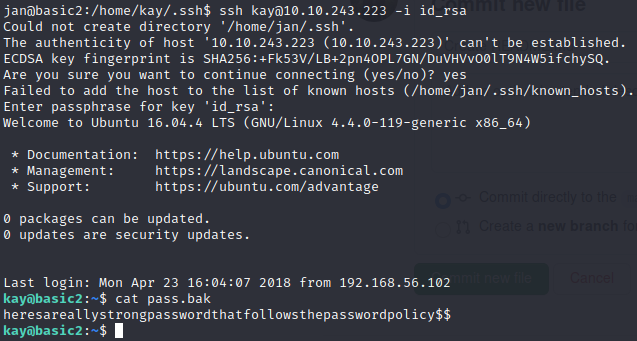 Commit new file
jan@basic2:/home/kay/.ssh$ ssh kay@10.10.243.223 -i id_rsa
Could not create directory '/home/jan/.ssh'.
The authenticity of host '10.10.243.223 (10.10.243.223)' can't be established.
ECDSA key fingerprint is SHA256:+Fk53V/LB+2pn4OPL7GN/DuVHVvO0lT9N4W5ifchySQ.
Are you sure you want to continue connecting (yes/no)? yes
Failed to add the host to the list of known hosts (/home/jan/.ssh/known_hosts).
Enter passphrase for key 'id_rsa':
Welcome to Ubuntu 16.04.4 LTS (GNU/Linux 4.4.0-119-generic x86_64)
* Documentation:  https://help.ubuntu.com
* Management:     https://landscape.canonical.com
* Support:        https://ubuntu.com/advantage
Commit directly to the
Create a new branch for
0 packages can be updated.
0 updates are security updates.
Commit new file Cancel
Last login: Mon Apr 23 16:04:07 2018 from 192.168.56.102
kay@basic2:~$ cat pass.bak
heresareallystrongpasswordthatfollowsthepasswordpolicy$$
kay@basic2:~$